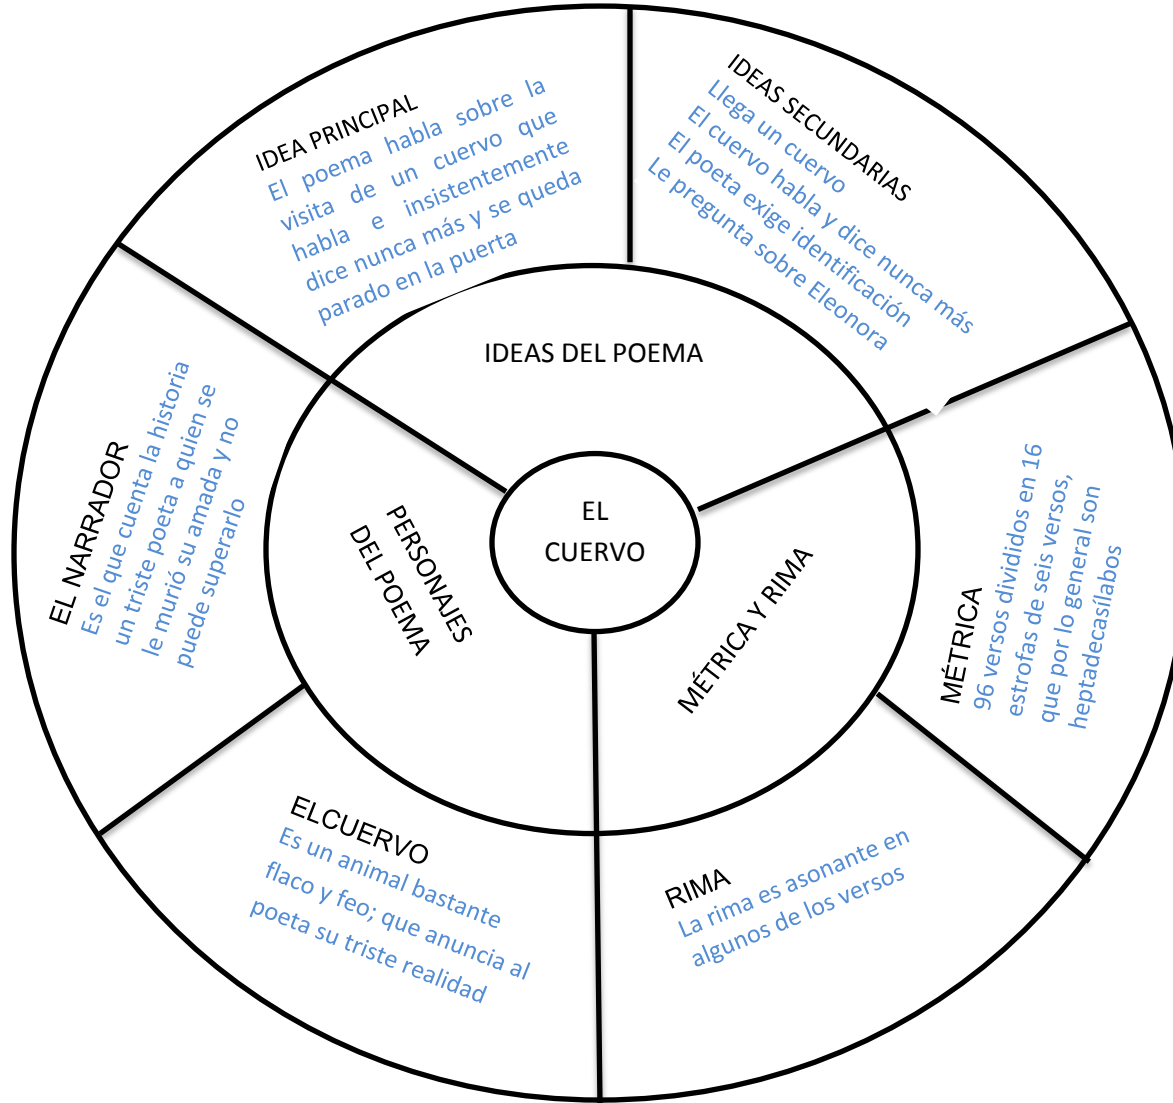 EL
CUERVO
IDEAS DEL POEMA
IDEA PRINCIPAL
El poema habla sobre la
visita de un cuervo que
habla e insistentemente
dice nunca más y se queda
parado en la puerta
IDEAS SECUNDARIAS
Llega un cuervo
El cuervo habla y dice nunca más
El poeta exige identificación
Le pregunta sobre Eleonora
MÉTRICA Y RIMA
MÉTRICA
96 versos divididos en 16
estrofas de seis versos,
que por lo general son
heptadecasílabos
RIMA
La rima es asonante en
algunos de los versos
PERSONAJES
DEL POEMA
ELCUERVO
Es un animal bastante
flaco y feo; que anuncia al
poeta su triste realidad
EL NARRADOR
Es el que cuenta la historia
un triste poeta a quien se
le murió su amada y no
puede superarlo